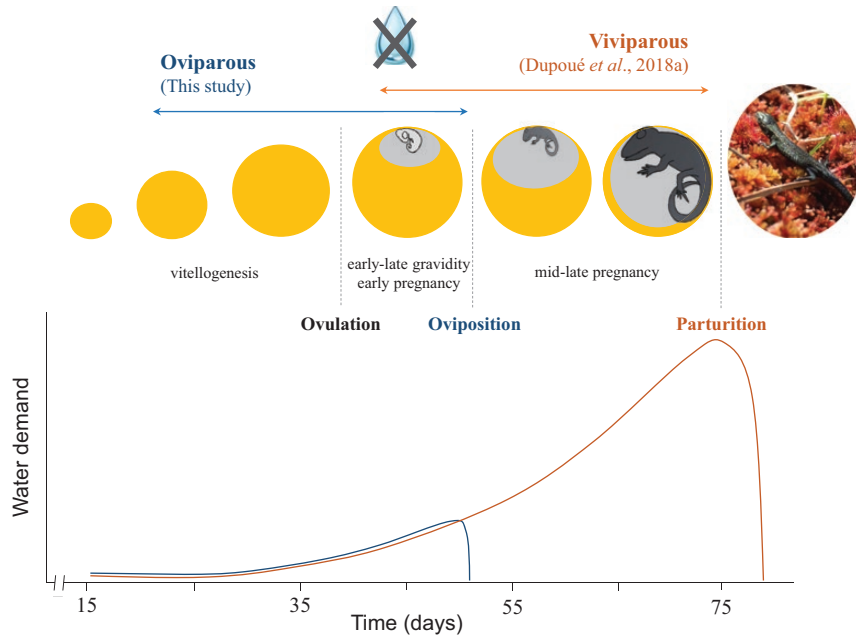 Oviparous
(This study)
Viviparous
(Dupoué et al., 2018a)
vitellogenesis
early-late gravidity
early pregnancy
mid-late pregnancy
Ovulation
Oviposition
Parturition
Water demand
15
35
55
75
Time (days)